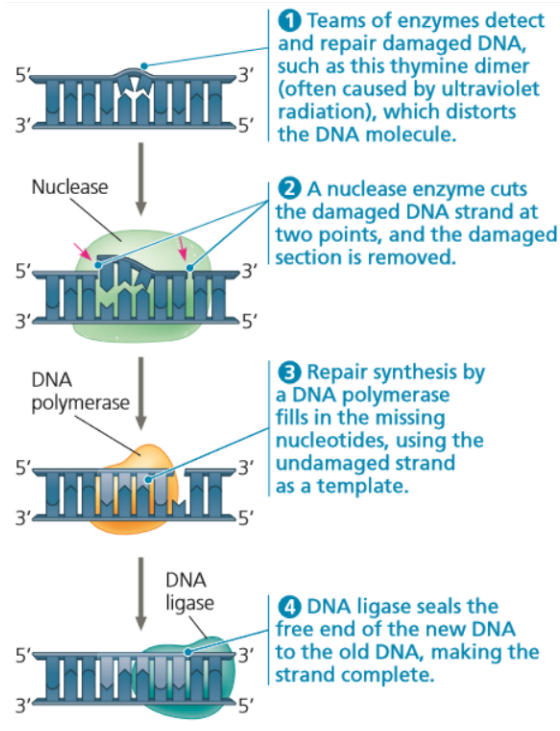 1 Teams of enzymes detect
and repair damaged DNA,
such as this thymine dimer
(often caused by ultraviolet
radiation), which distorts
the DNA molecule.
5′ 3′
3′ 5′
Nuclease
2 A nuclease enzyme cuts
the damaged DNA strand at
two points, and the damaged
section is removed.
5′ 3′
3′ 5′
DNA
polymerase
3 Repair synthesis by
a DNA polymerase
fills in the missing
nucleotides, using the
undamaged strand
as a template.
5′ 3′
3′ 5′
DNA
ligase
4 DNA ligase seals the
free end of the new DNA
to the old DNA, making the
strand complete.
5′ 3′
3′ 5′